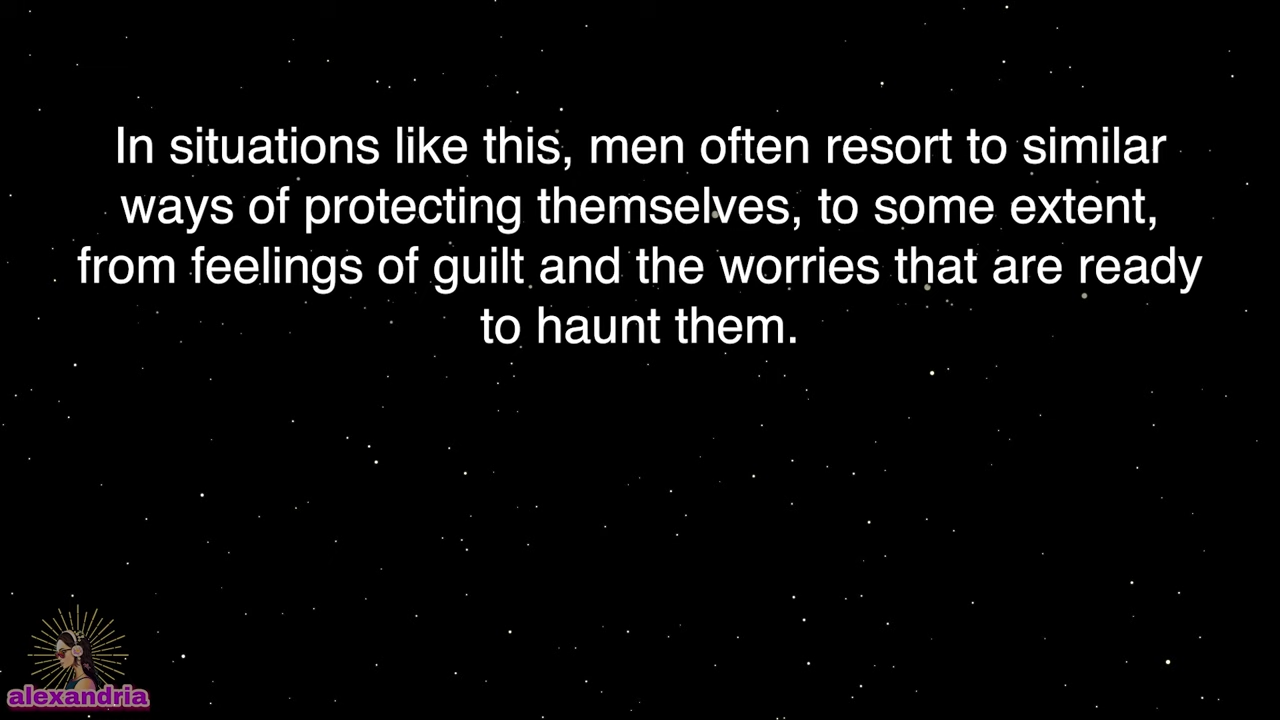 In situations like this, men often resort to similar
ways of protecting themselves, to some extent,
from feelings of guilt and the worries that are ready
to haunt them.
alexandria